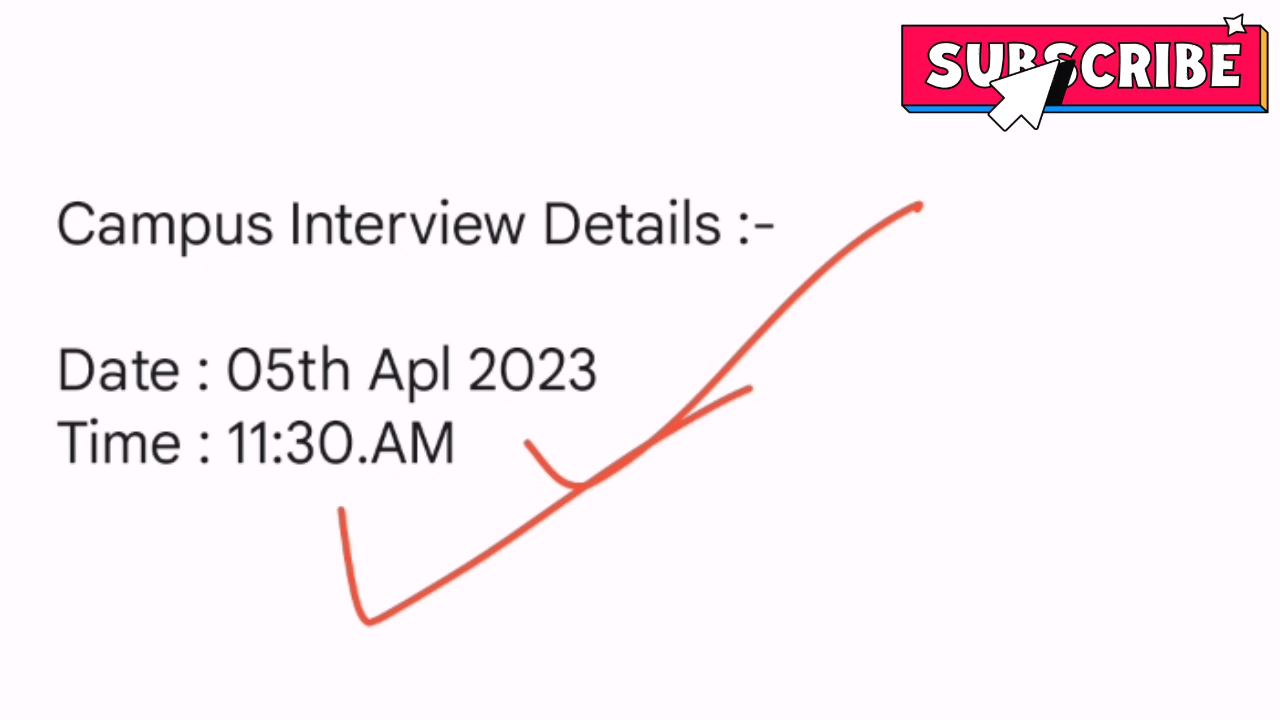 SUBSCRIBE
Campus Interview Details :-
Date : 05th Apl 2023
Time : 11:30.AM